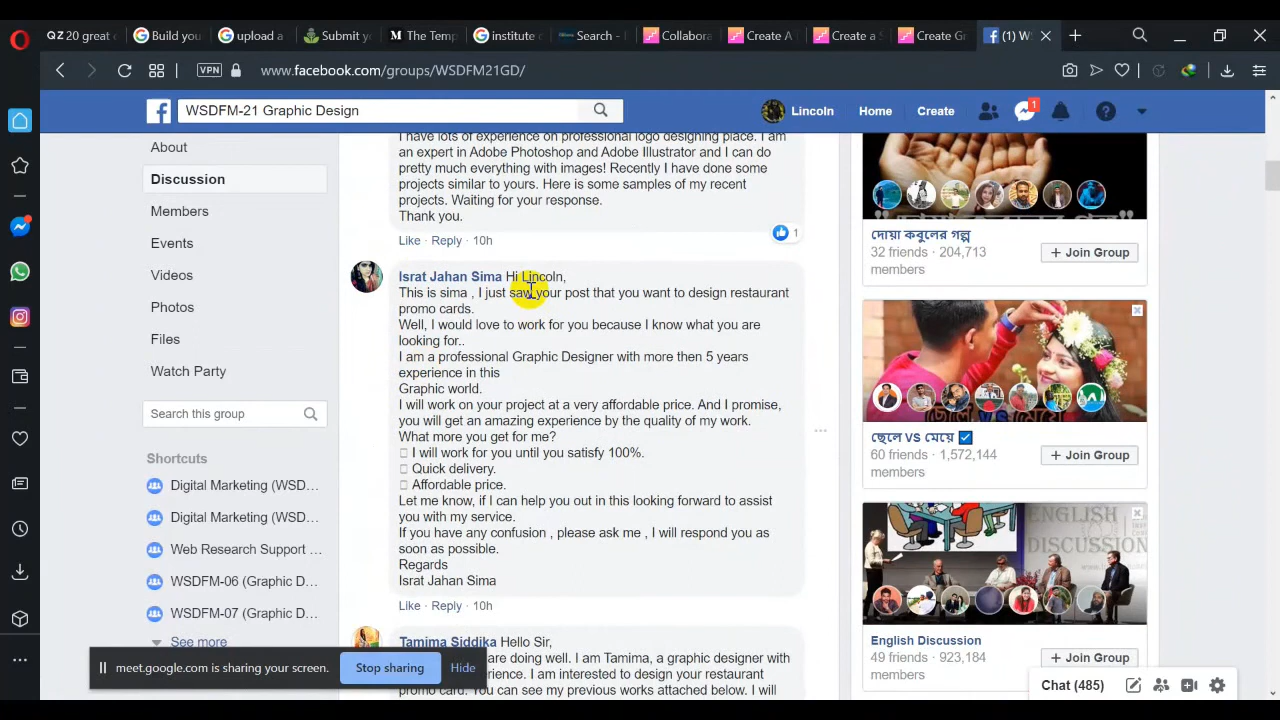 20 great
Build you
upload a
Submit y
The Temp
institute
Search -
Collabora
Create A
Create a S
Create Gr
(1) W
VPN
www.facebook.com/groups/WSDFM21GD/
WSDFM-21 Graphic Design
Lincoln
Home
Create
1
About
Discussion
Members
Events
Videos
Photos
Files
Watch Party
Search this group
Shortcuts
Digital Marketing (WSD...
Digital Marketing (WSD...
Web Research Support ...
WSDFM-06 (Graphic D...
WSDFM-07 (Graphic D...
See more
I have lots of experience on professional logo designing place. I am
an expert in Adobe Photoshop and Adobe Illustrator and I can do
pretty much everything with images! Recently I have done some
projects similar to yours. Here is some samples of my recent
projects. Waiting for your response.
Thank you.
1
Like · Reply · 10h
Israt Jahan Sima Hi Lincoln,
This is sima , I just saw your post that you want to design restaurant
promo cards.
Well, I would love to work for you because I know what you are
looking for..
I am a professional Graphic Designer with more then 5 years
experience in this
Graphic world.
I will work on your project at a very affordable price. And I promise,
you will get an amazing experience by the quality of my work.
What more you get for me?
I will work for you until you satisfy 100%.
Quick delivery.
Affordable price.
Let me know, if I can help you out in this looking forward to assist
you with my service.
If you have any confusion , please ask me , I will respond you as
soon as possible.
Regards
Israt Jahan Sima
Like · Reply · 10h
Tamima Siddika Hello Sir,
are doing well. I am Tamima, a graphic designer with
I am interested to design your restaurant
promo card. You can see my previous works attached below. I will
দোয়া কবুলের গল্প
32 friends · 204,713
members
+ Join Group
ছেলে VS মেয়ে
60 friends · 1,572,144
members
+ Join Group
ENGLISH
DISCUSSION
English Discussion
49 friends · 923,184
members
+ Join Group
Chat (485)
meet.google.com is sharing your screen.
Stop sharing
Hide